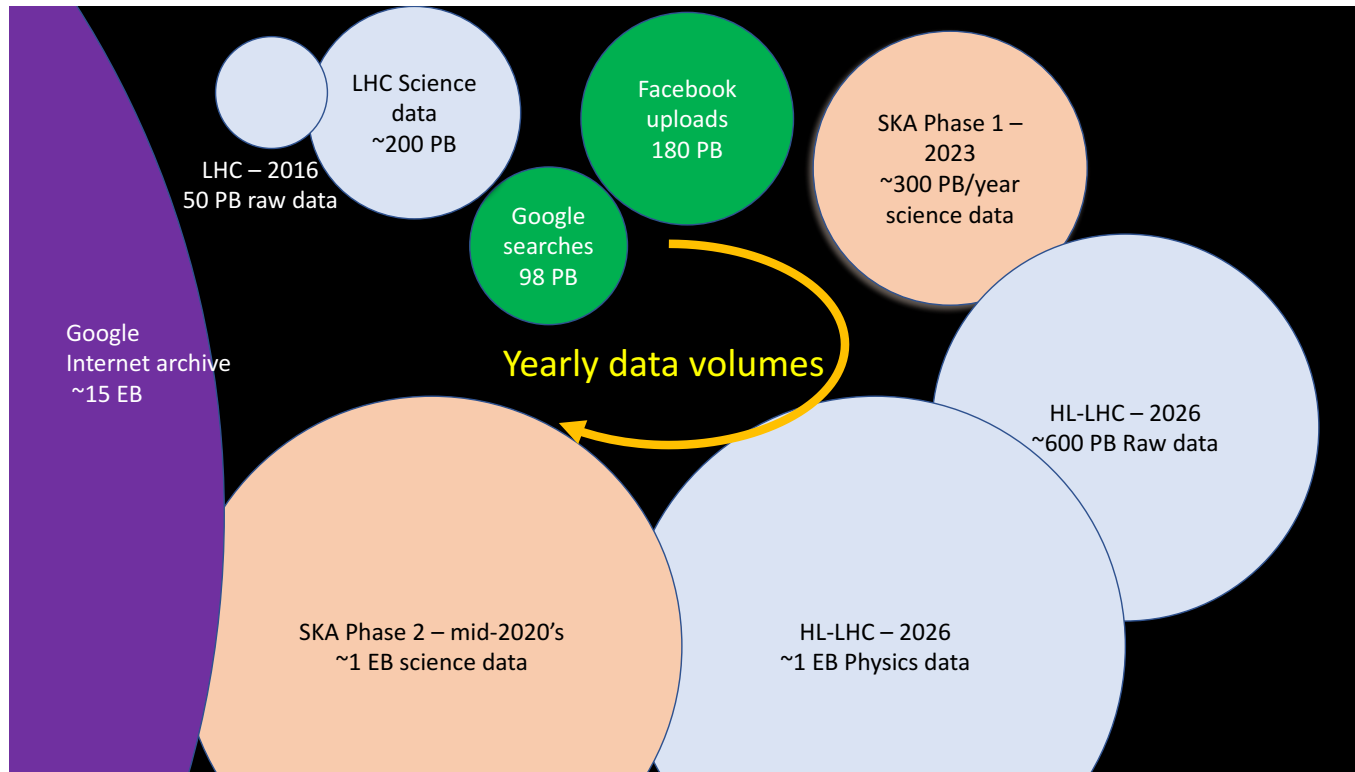 LHC Science
data
~200 PB
LHC – 2016
50 PB raw data
Facebook
uploads
180 PB
Google
searches
98 PB
SKA Phase 1 –
2023
~300 PB/year
science data
Google
Internet archive
~15 EB
Yearly data volumes
HL-LHC – 2026
~600 PB Raw data
SKA Phase 2 – mid-2020’s
~1 EB science data
HL-LHC – 2026
~1 EB Physics data